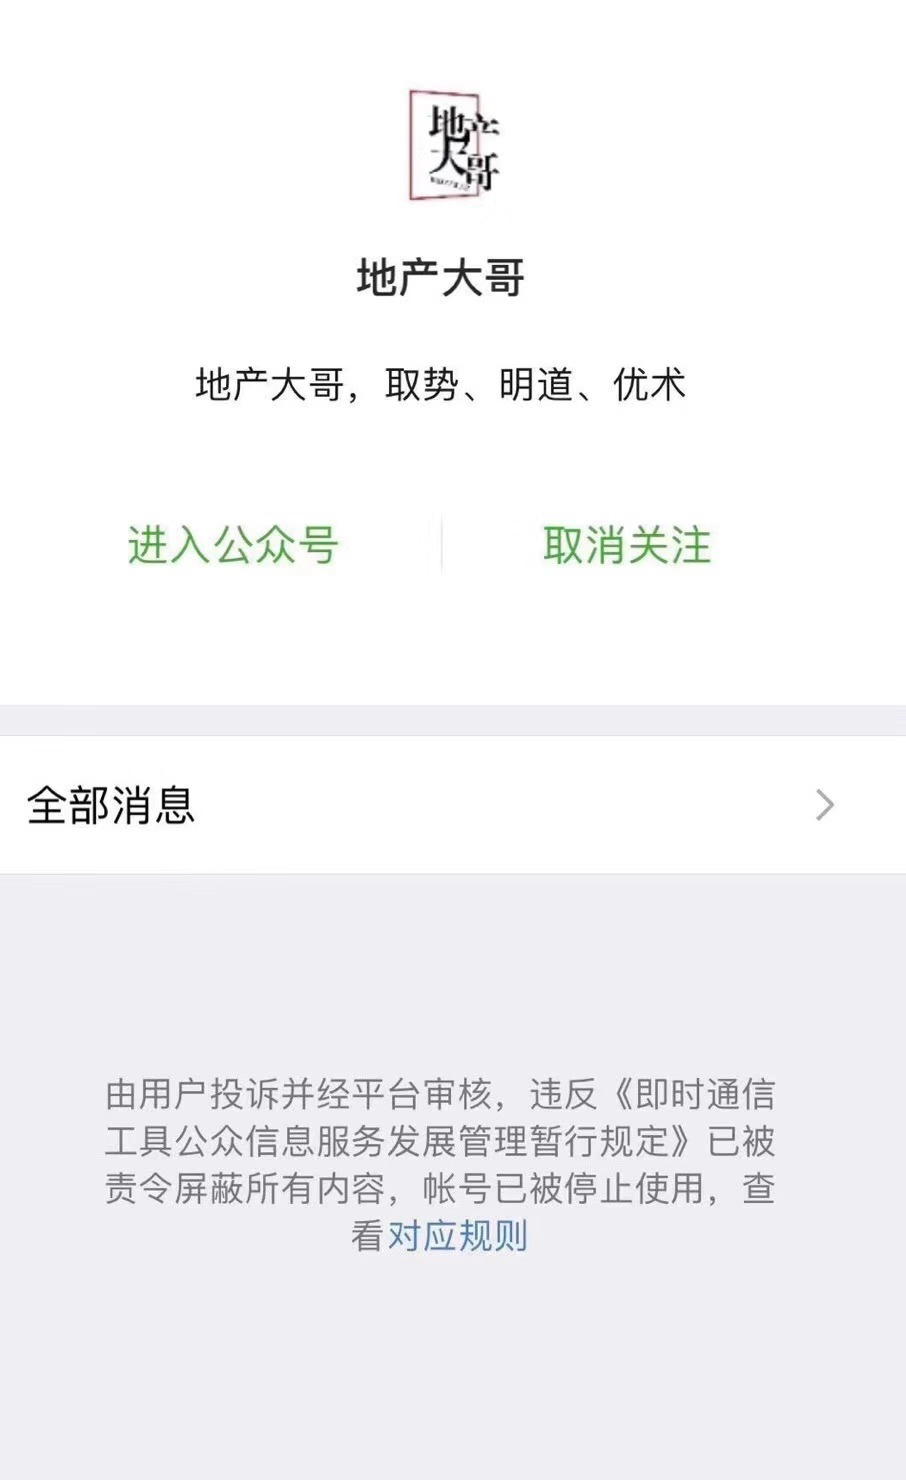 地产
大哥
地产大哥
地产大哥，取势、明道、优术
进入公众号
取消关注
全部消息
由用户投诉并经平台审核，违反《即时通信
工具公众信息服务发展管理暂行规定》已被
责令屏蔽所有内容，帐号已被停止使用，查
看对应规则